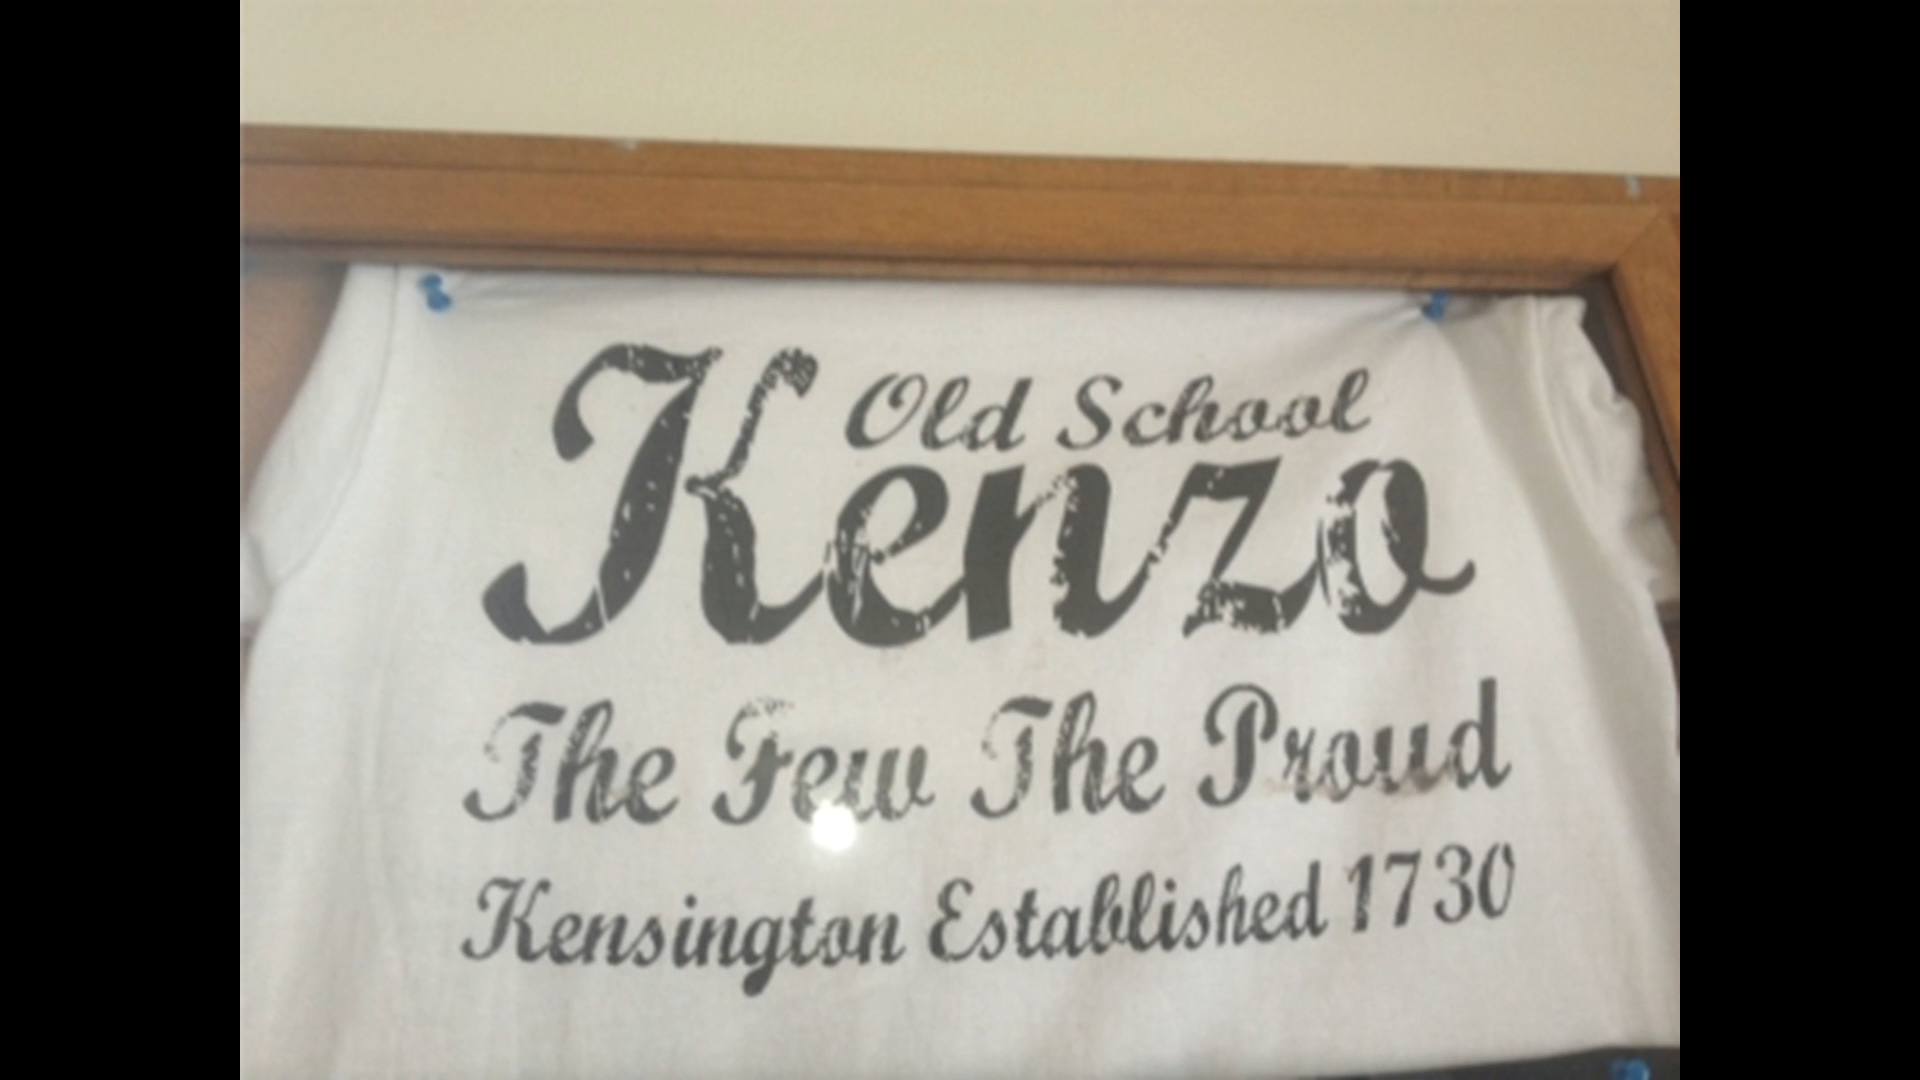 Old School
Kenzo
The Few The Proud
Kensington Established 1730